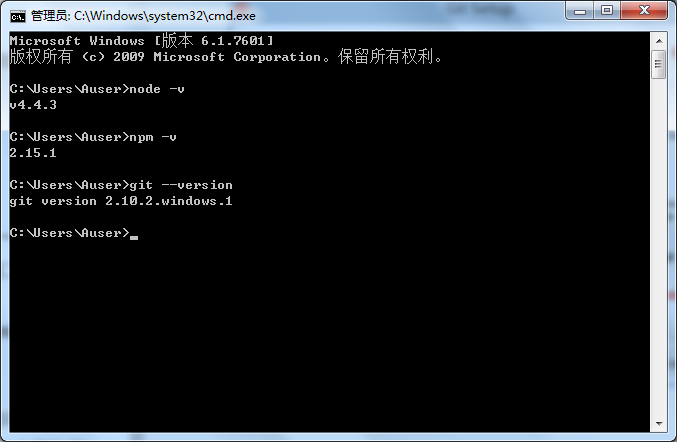 管理员: C:\Windows\system32\cmd.exe
Microsoft Windows [版本 6.1.7601]
版权所有 (c) 2009 Microsoft Corporation。保留所有权利。
C:\Users\Auser>node -v
v4.4.3
C:\Users\Auser>npm -v
2.15.1
C:\Users\Auser>git --version
git version 2.10.2.windows.1
C:\Users\Auser>